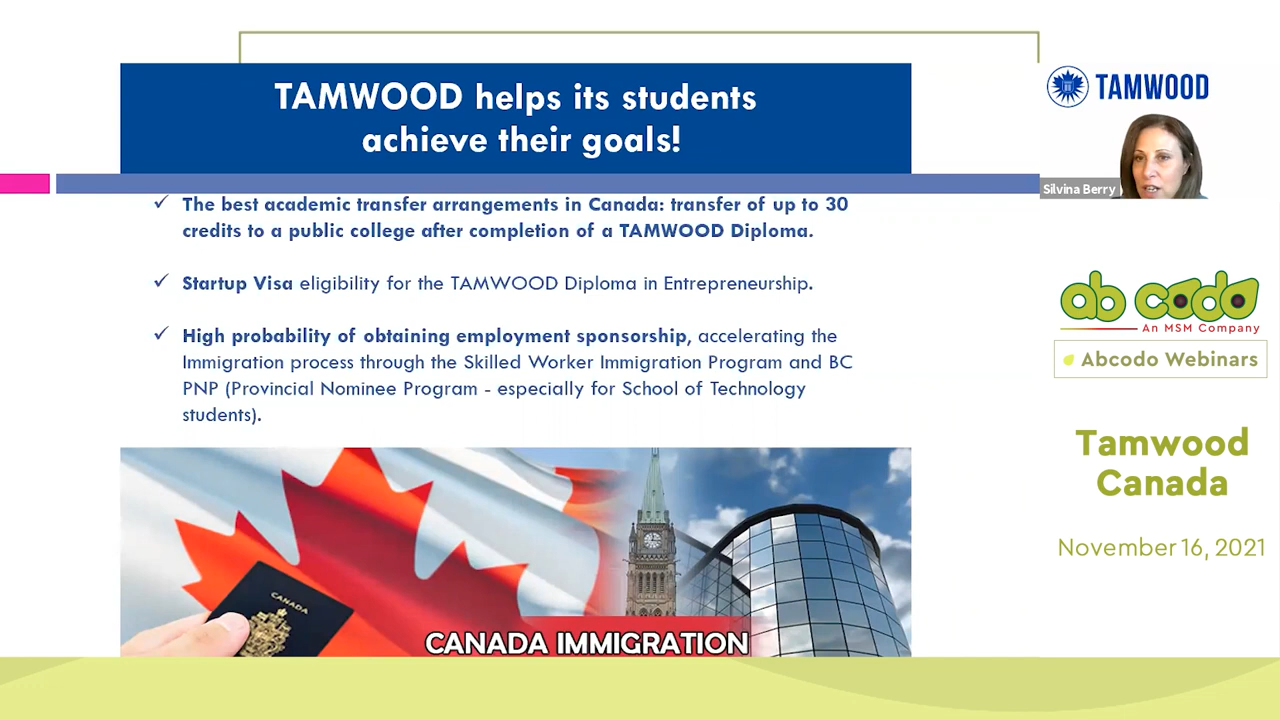 TAMWOOD helps its students
achieve their goals!
✓ The best academic transfer arrangements in Canada: transfer of up to 30
credits to a public college after completion of a TAMWOOD Diploma.
✓ Startup Visa eligibility for the TAMWOOD Diploma in Entrepreneurship.
✓ High probability of obtaining employment sponsorship, accelerating the
Immigration process through the Skilled Worker Immigration Program and BC
PNP (Provincial Nominee Program - especially for School of Technology
students).
CANADA
CANADA IMMIGRATION
TAMWOOD
Silvina Berry
ab codo
An MSM Company
Abcodo Webinars
Tamwood
Canada
November 16, 2021